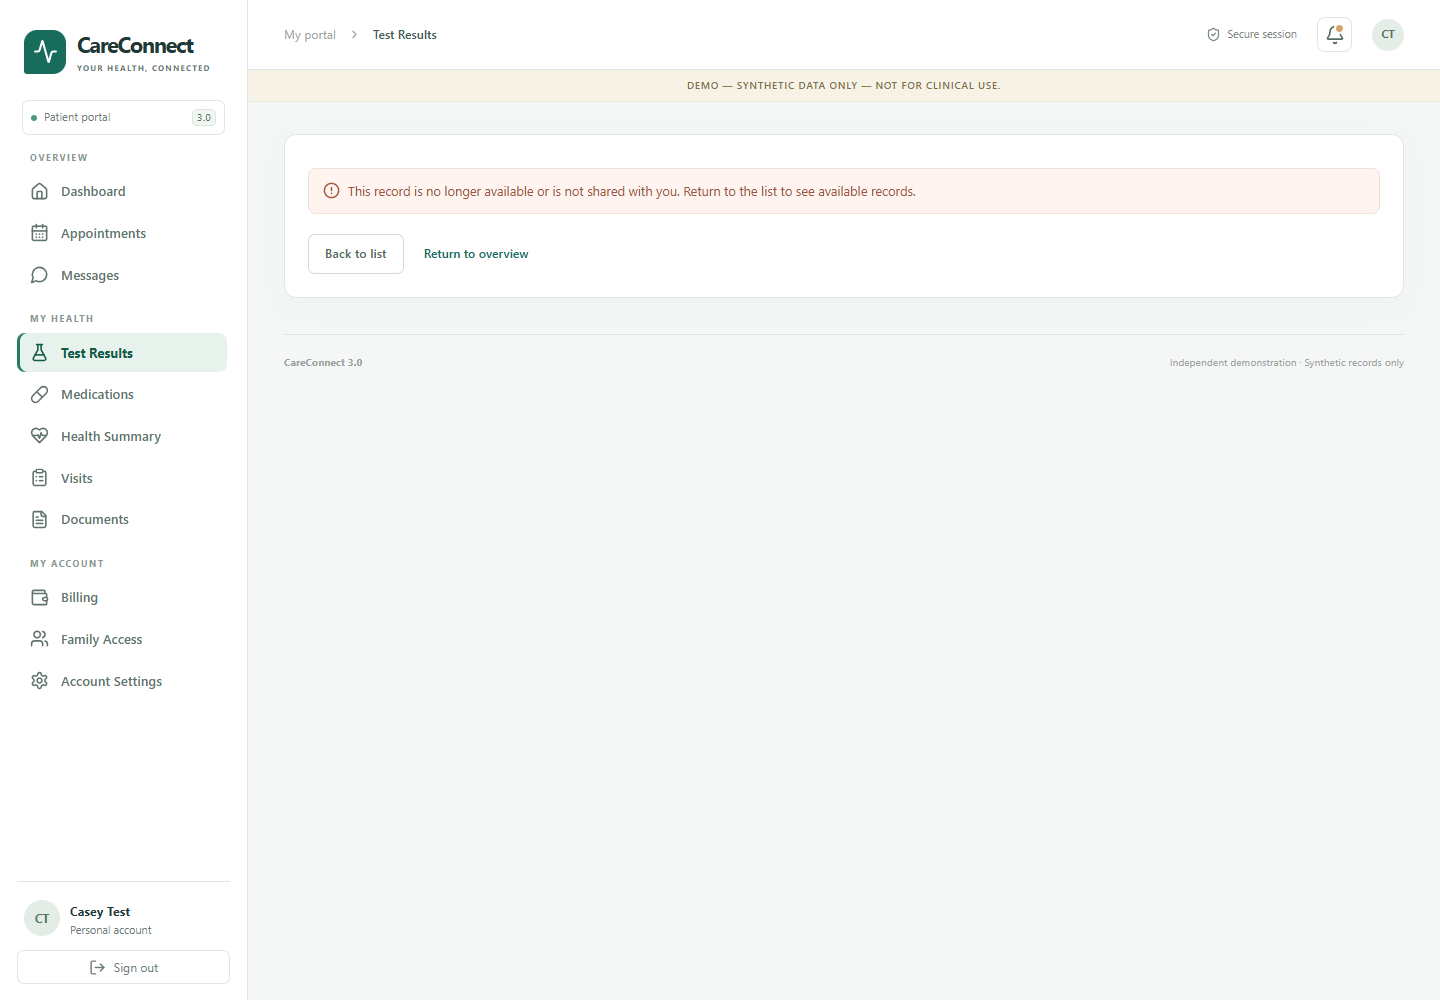 CareConnect
YOUR HEALTH, CONNECTED
Patient portal 3.0
OVERVIEW
Dashboard
Appointments
Messages
MY HEALTH
Test Results
Medications
Health Summary
Visits
Documents
MY ACCOUNT
Billing
Family Access
Account Settings
CT
Casey Test
Personal account
Sign out
My portal > Test Results
Secure session
CT
DEMO — SYNTHETIC DATA ONLY — NOT FOR CLINICAL USE.
This record is no longer available or is not shared with you. Return to the list to see available records.
Back to list Return to overview
CareConnect 3.0
Independent demonstration · Synthetic records only